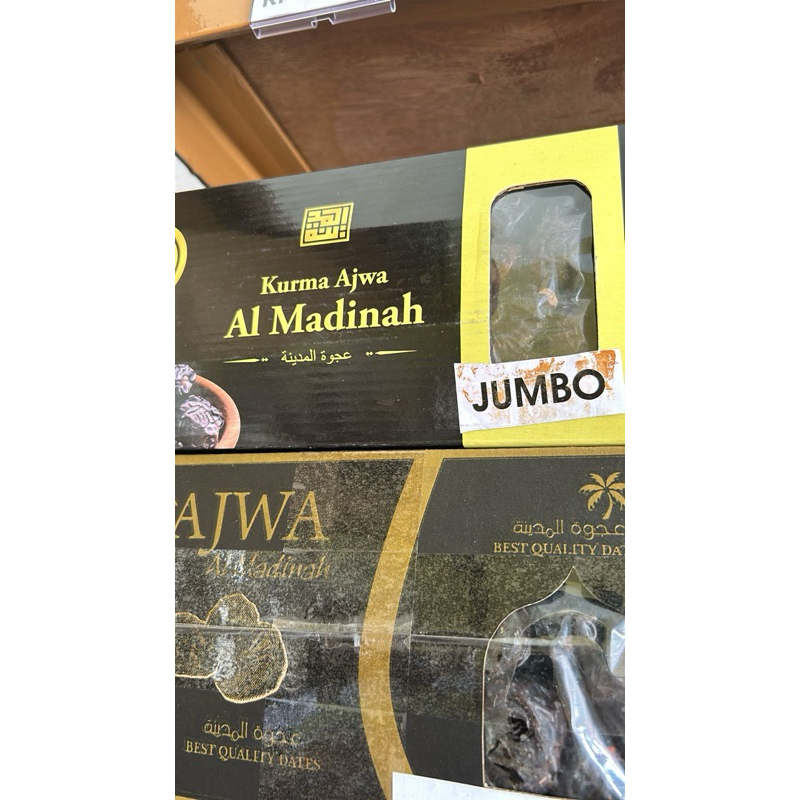 المدينة
Kurma Ajwa
Al Madinah
عجوة المدينة
JUMBO
AJWA
Al Madinah
عجوة المدينة
BEST QUALITY DATES
عجوة المدينة
BEST QUALITY